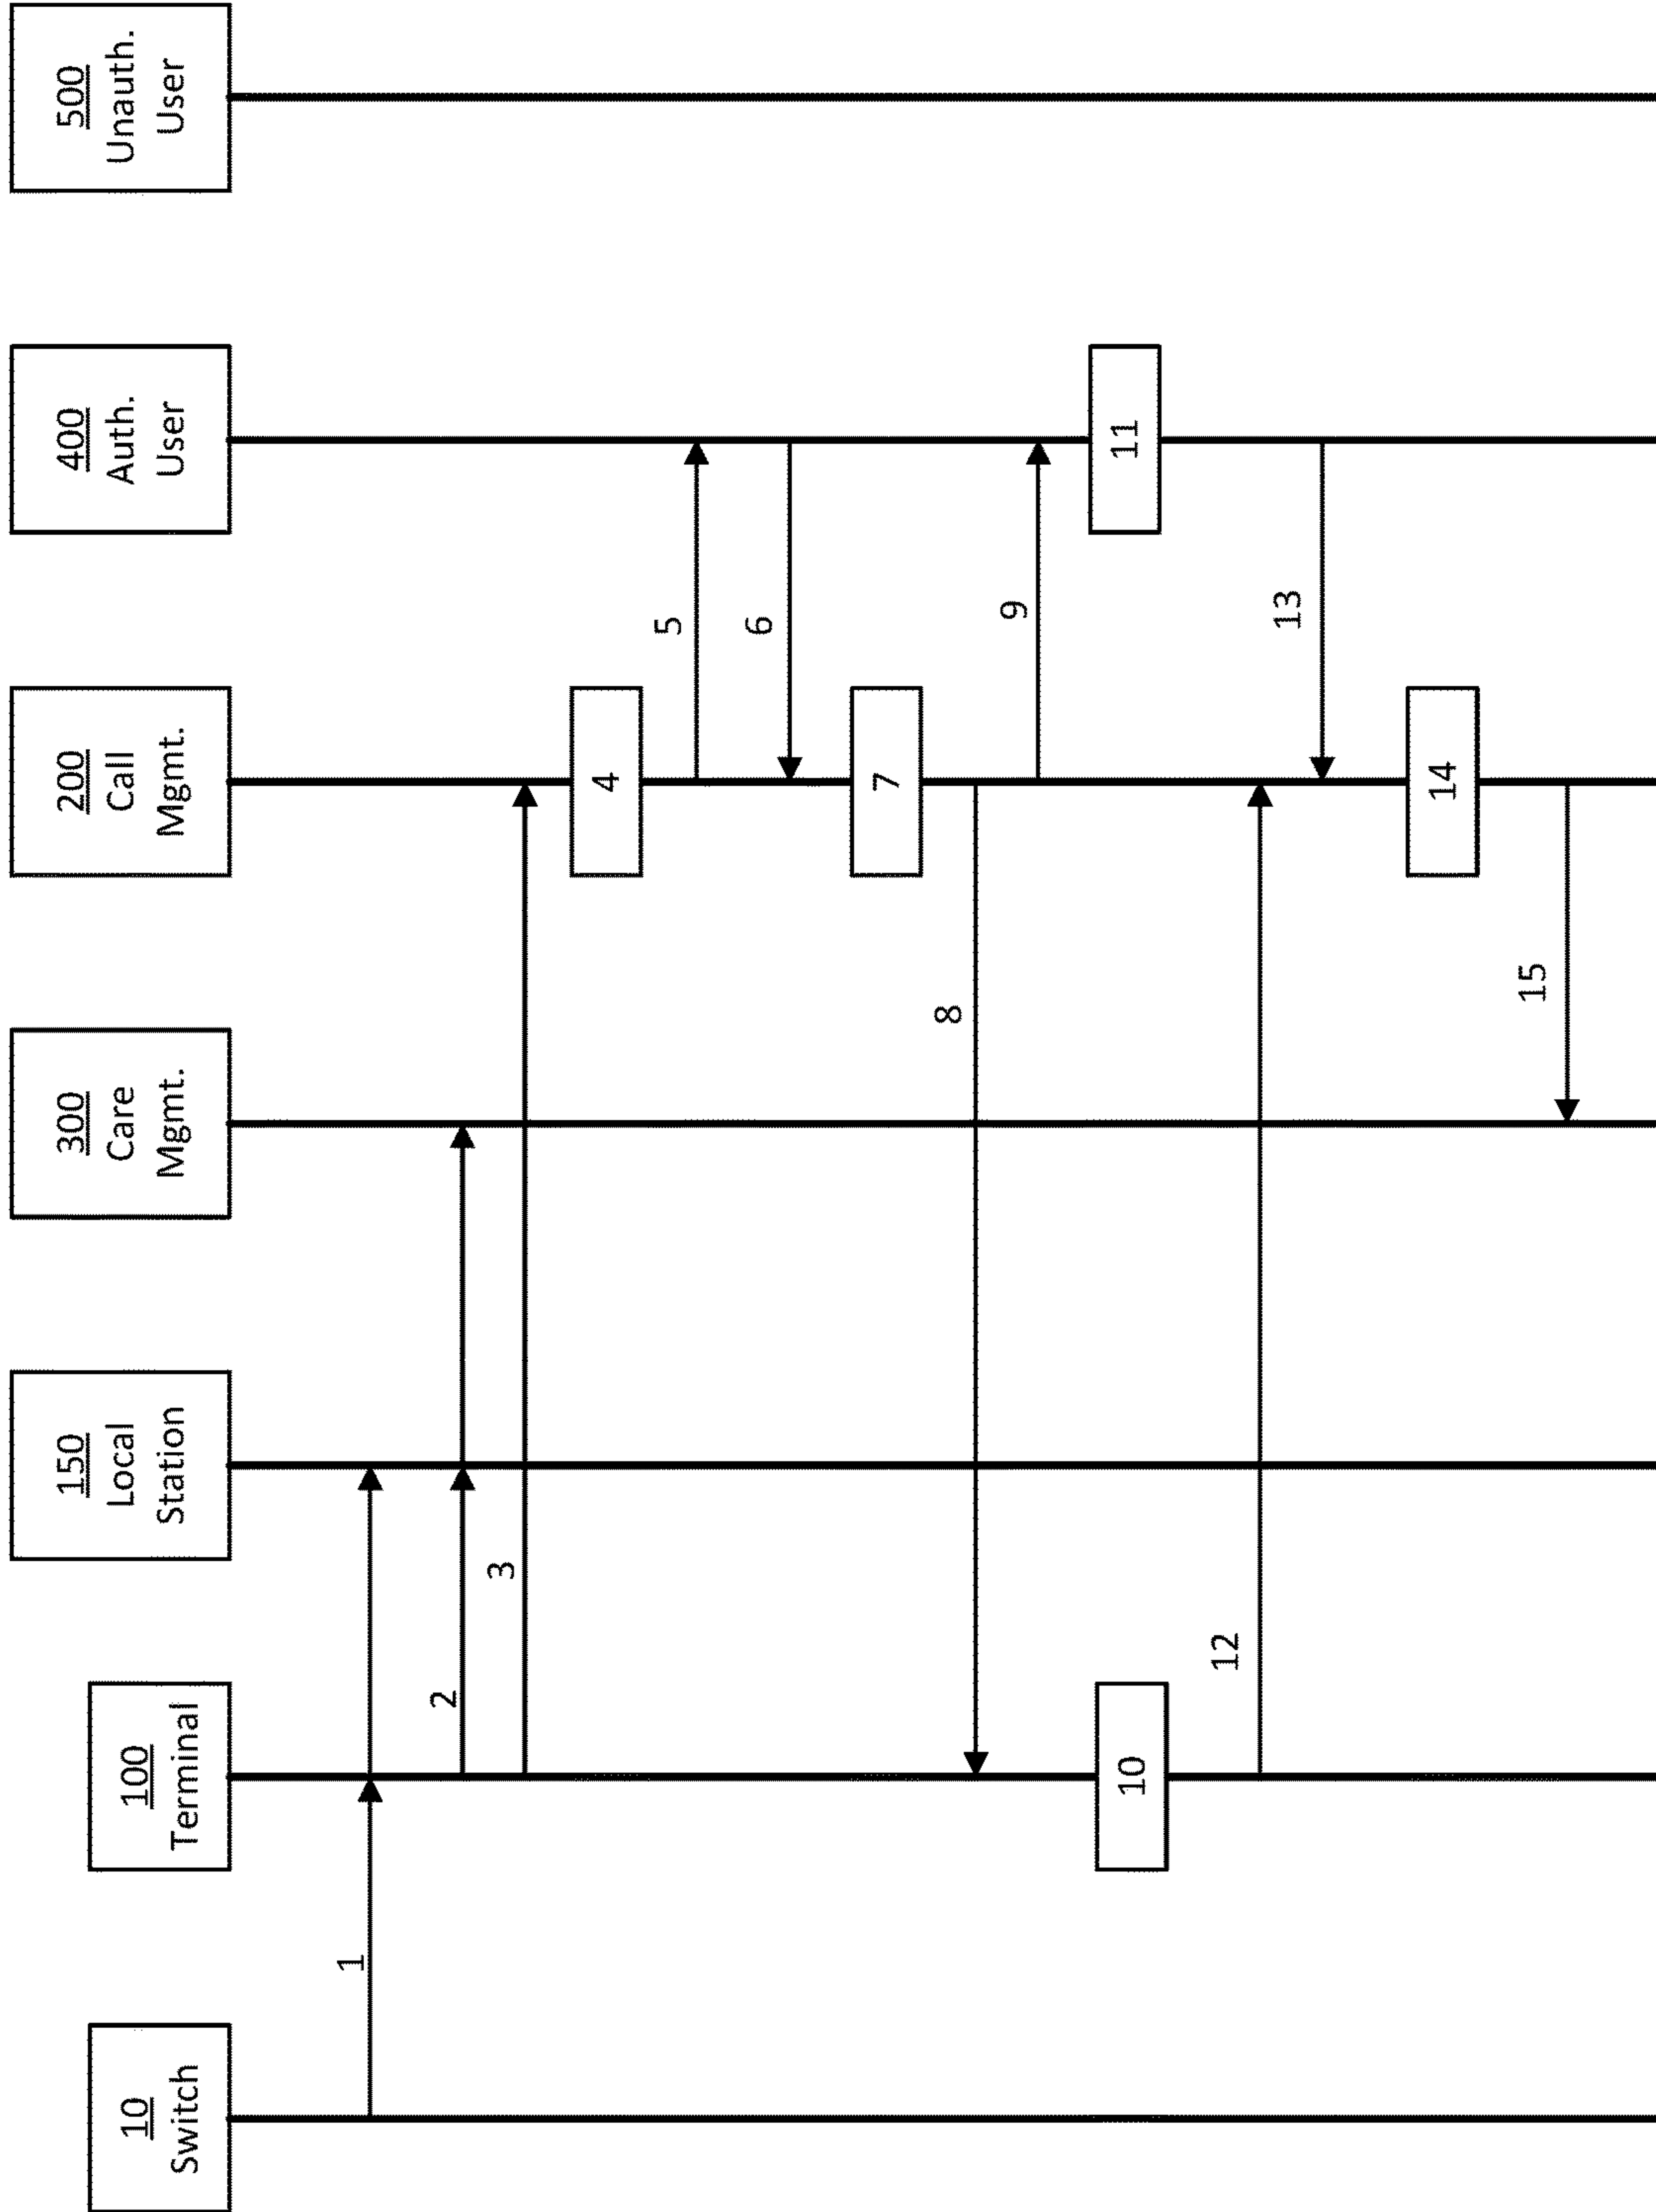 10
Switch
100
Terminal
150
Local
Station
300
Care
Mgmt.
200
Call
Mgmt.
400
Auth.
User
500
Unauth.
User
1
2
3
4
5
6
7
8
9
10
11
12
13
14
15